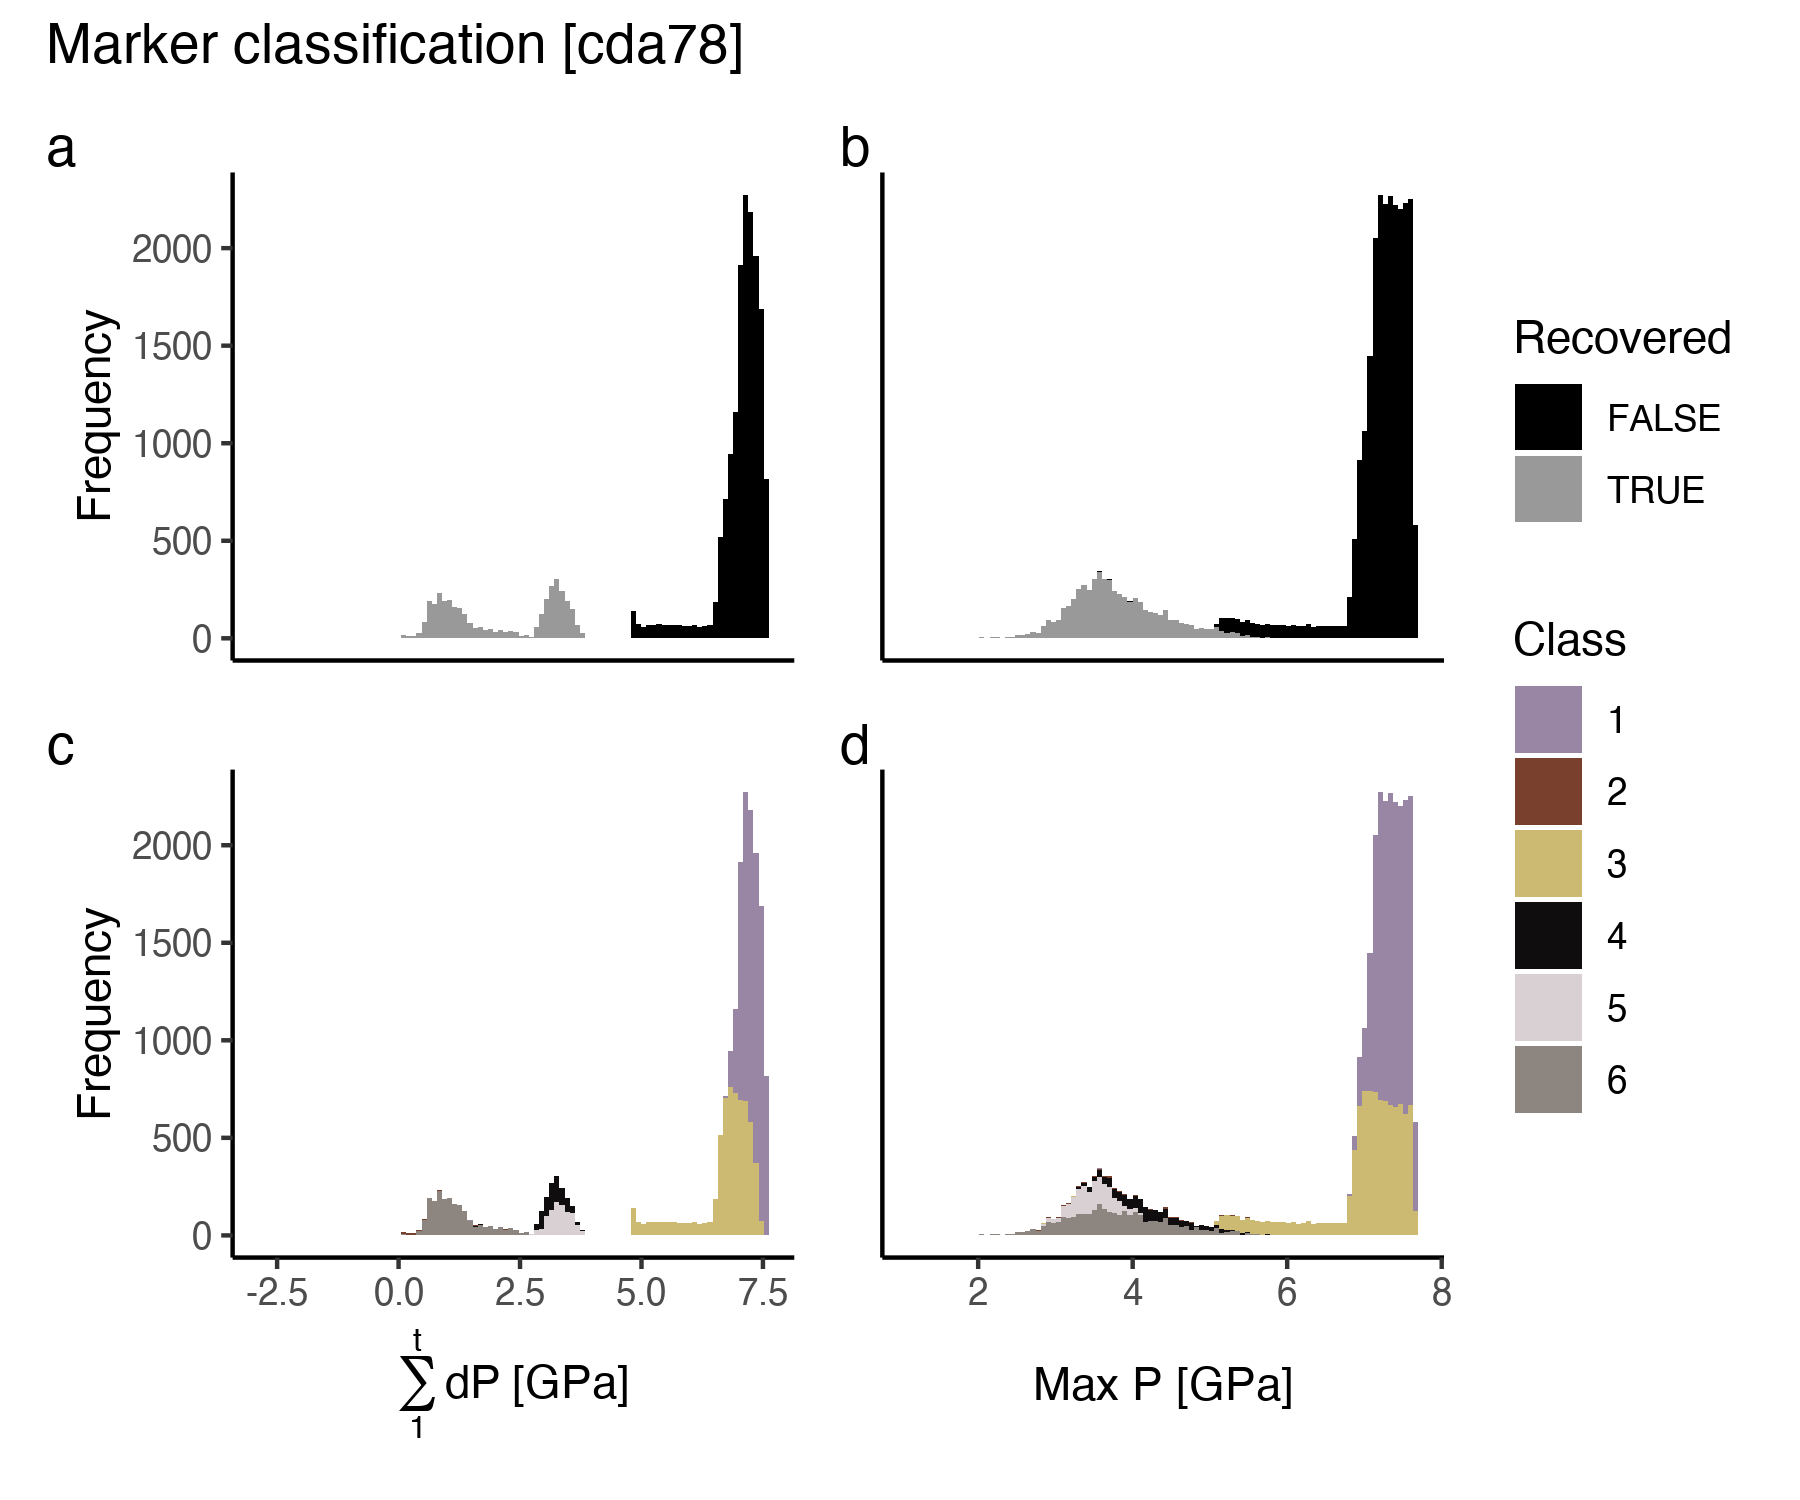 Marker classification [cda78]
a
b
Frequency
2000
1500
1000
500
0
Recovered
FALSE
TRUE
Class
1
2
3
4
5
6
c
d
Frequency
2000
1500
1000
500
0
-2.5 0.0 2.5 5.0 7.5
2 4 6 8
t
∑ dP [GPa]
1
Max P [GPa]